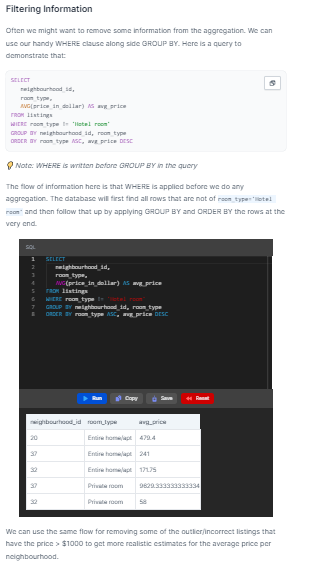 Filtering Information
Often we might want to remove some information from the aggregation. We can
use our handy WHERE clause along side GROUP BY. Here is a query to
demonstrate that:
SELECT
neighbourhood_id,
room_type,
AVG(price_in_dollar) AS avg_price
FROM listings
WHERE room_type != 'Hotel room'
GROUP BY neighbourhood_id, room_type
ORDER BY room_type ASC, avg_price DESC
Note: WHERE is written before GROUP BY in the query
The flow of information here is that WHERE is applied before we do any
aggregation. The database will first find all rows that are not of room_type='Hotel
room' and then follow that up by applying GROUP BY and ORDER BY the rows at the
very end.
SQL
1 SELECT
2 neighbourhood_id,
3 room_type,
4 AVG(price_in_dollar) AS avg_price
5 FROM listings
6 WHERE room_type != 'Hotel room'
7 GROUP BY neighbourhood_id, room_type
8 ORDER BY room_type ASC, avg_price DESC
Run Copy Save Reset
neighbourhood_id room_type avg_price
20 Entire home/apt 479.4
37 Entire home/apt 241
32 Entire home/apt 171.75
37 Private room 9629.333333333334
32 Private room 58
We can use the same flow for removing some of the outlier/incorrect listings that
have the price > $1000 to get more realistic estimates for the average price per
neighbourhood.